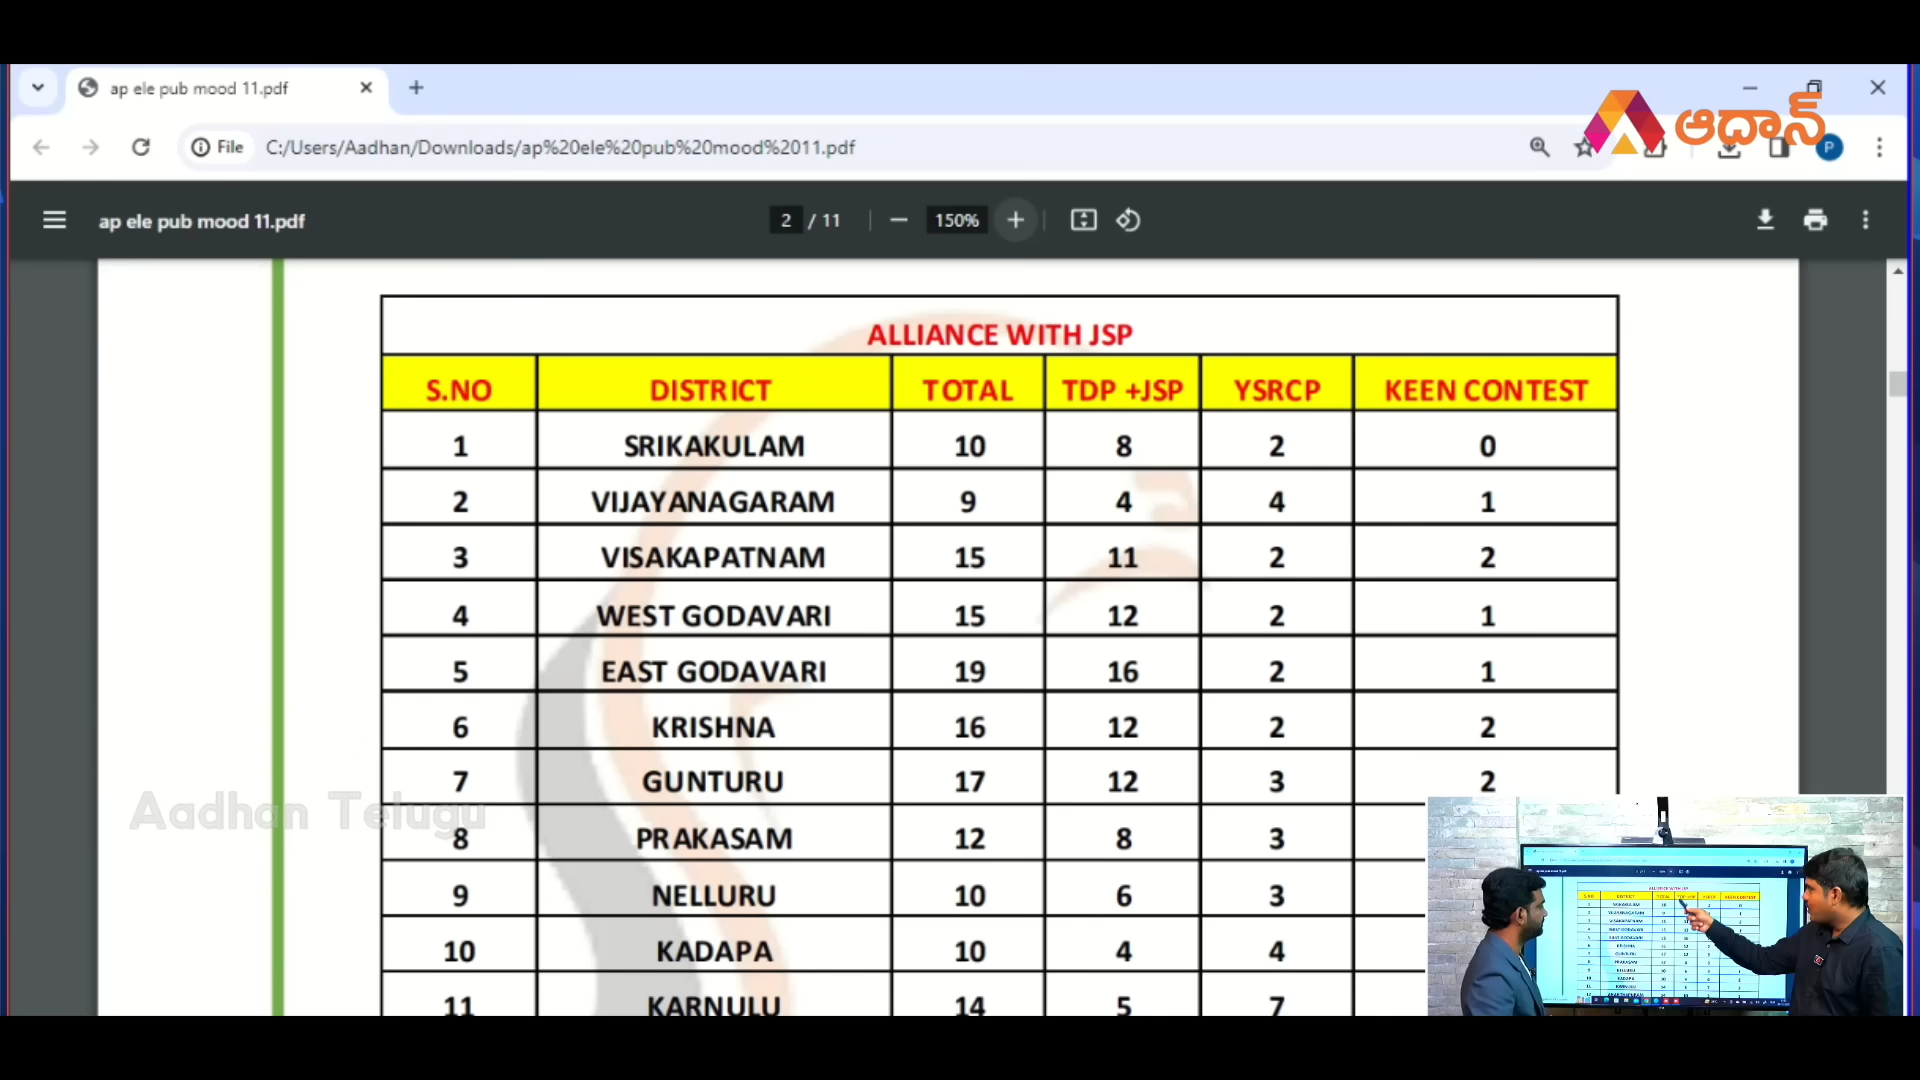 ap ele pub mood 11.pdf
ఆదాన్
File C:/Users/Aadhan/Downloads/ap%20ele%20pub%20mood%2011.pdf
P
ap ele pub mood 11.pdf 2 / 11 150%
ALLIANCE WITH JSP
S.NO DISTRICT TOTAL TDP +JSP YSRCP KEEN CONTEST
1 SRIKAKULAM 10 8 2 0
2 VIJAYANAGARAM 9 4 4 1
3 VISAKAPATNAM 15 11 2 2
4 WEST GODAVARI 15 12 2 1
5 EAST GODAVARI 19 16 2 1
6 KRISHNA 16 12 2 2
7 GUNTURU 17 12 3 2
Aadhan Telugu
8 PRAKASAM 12 8 3
9 NELLURU 10 6 3
10 KADAPA 10 4 4
11 KARNULU 14 5 7